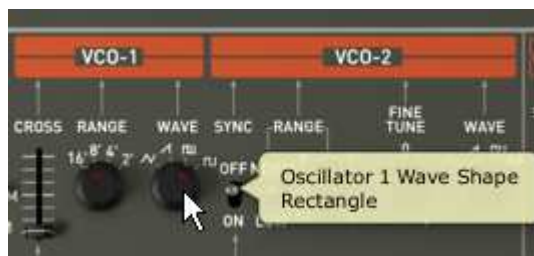 VCO-1 VCO-2
CROSS RANGE WAVE SYNC RANGE FINE TUNE WAVE
16' 8' 4' 2' OFF 0
Oscillator 1 Wave Shape
Rectangle
ON